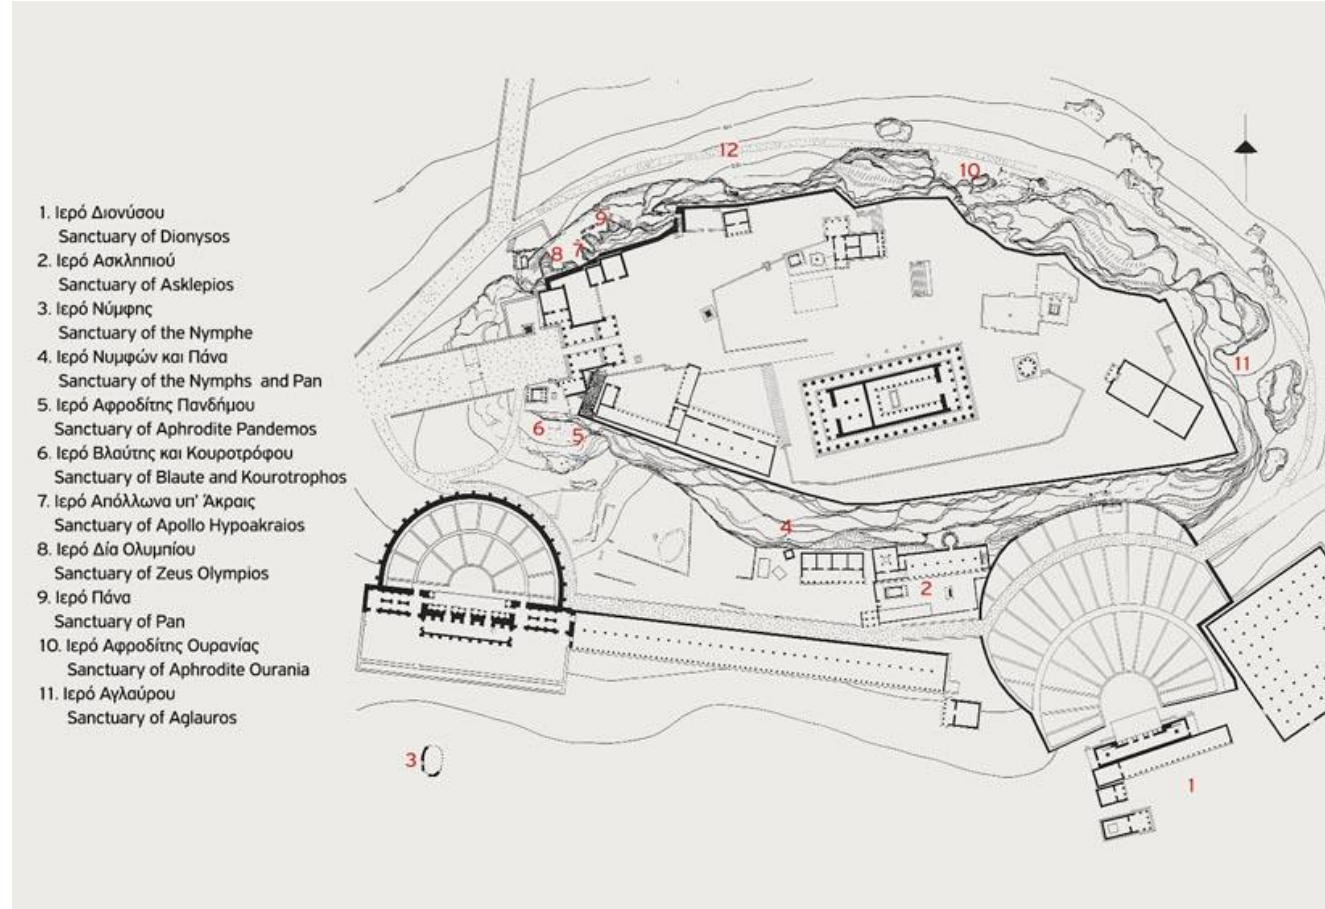 1. Ιερό Διονύσου
Sanctuary of Dionysos
2. Ιερό Ασκληπιού
Sanctuary of Asklepios
3. Ιερό Νύμφης
Sanctuary of the Nymphe
4. Ιερό Νυμφών και Πάνα
Sanctuary of the Nymphs and Pan
5. Ιερό Αφροδίτης Πανδήμου
Sanctuary of Aphrodite Pandemos
6. Ιερό Βλαύτης και Κουροτρόφου
Sanctuary of Blaute and Kourotrophos
7. Ιερό Απόλλωνα υπ' Άκραις
Sanctuary of Apollo Hypoakraios
8. Ιερό Δία Ολυμπίου
Sanctuary of Zeus Olympios
9. Ιερό Πάνα
Sanctuary of Pan
10. Ιερό Αφροδίτης Ουρανίας
Sanctuary of Aphrodite Ourania
11. Ιερό Αγλαύρου
Sanctuary of Aglauros
12
10
9
8 7
11
6
5
4
2
3
1